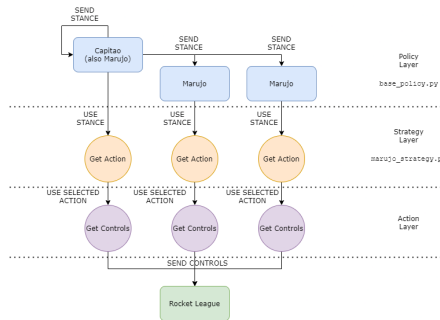 SEND
STANCE
Capitao
(also Marujo)
SEND
STANCE
SEND
STANCE
Marujo
Marujo
Policy
Layer
base_policy.py
USE
STANCE
USE
STANCE
USE
STANCE
Get Action
Get Action
Get Action
Strategy
Layer
marujo_strategy.p
USE SELECTED
ACTION
USE SELECTED
ACTION
USE SELECTED
ACTION
Get Controls
Get Controls
Get Controls
Action
Layer
SEND CONTROLS
Rocket League